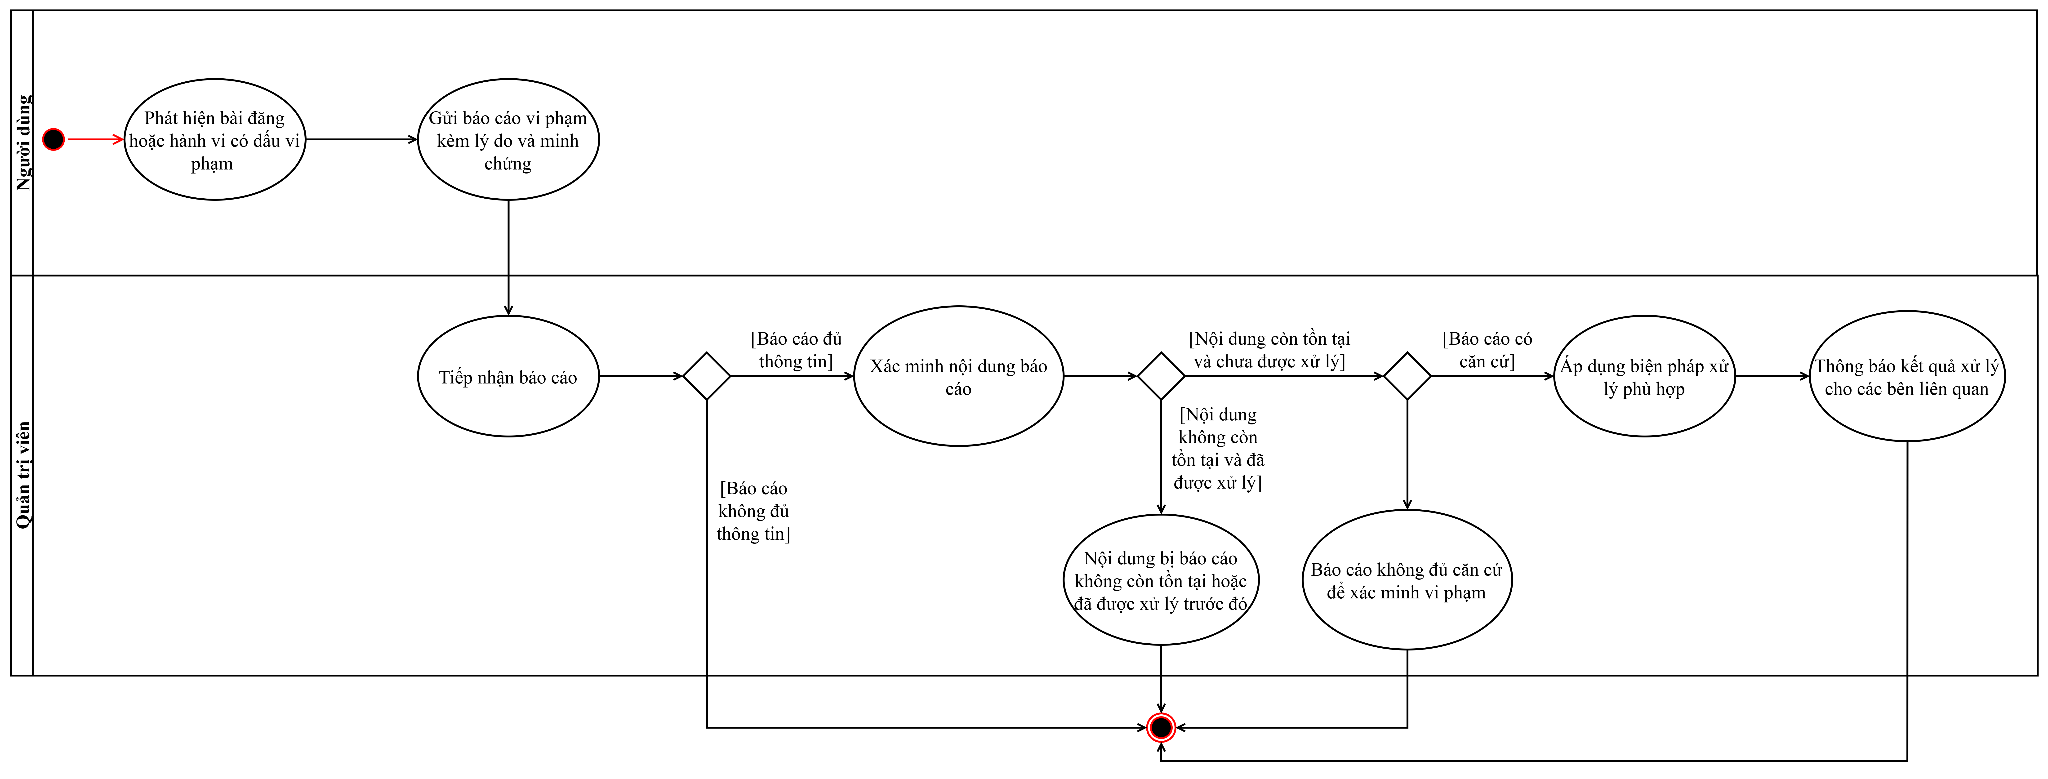 Người dùng
Phát hiện bài đăng
hoặc hành vi có dấu vi
phạm
Gửi báo cáo vi phạm
kèm lý do và minh
chứng
Quản trị viên
Tiếp nhận báo cáo
[Báo cáo đủ
thông tin]
[Báo cáo
không đủ
thông tin]
Xác minh nội dung báo
cáo
[Nội dung còn tồn tại
và chưa được xử lý]
[Nội dung
không còn
tồn tại và đã
được xử lý]
Nội dung bị báo cáo
không còn tồn tại hoặc
đã được xử lý trước đó
[Báo cáo có
căn cứ]
Báo cáo không đủ căn cứ
để xác minh vi phạm
Áp dụng biện pháp xử
lý phù hợp
Thông báo kết quả xử lý
cho các bên liên quan